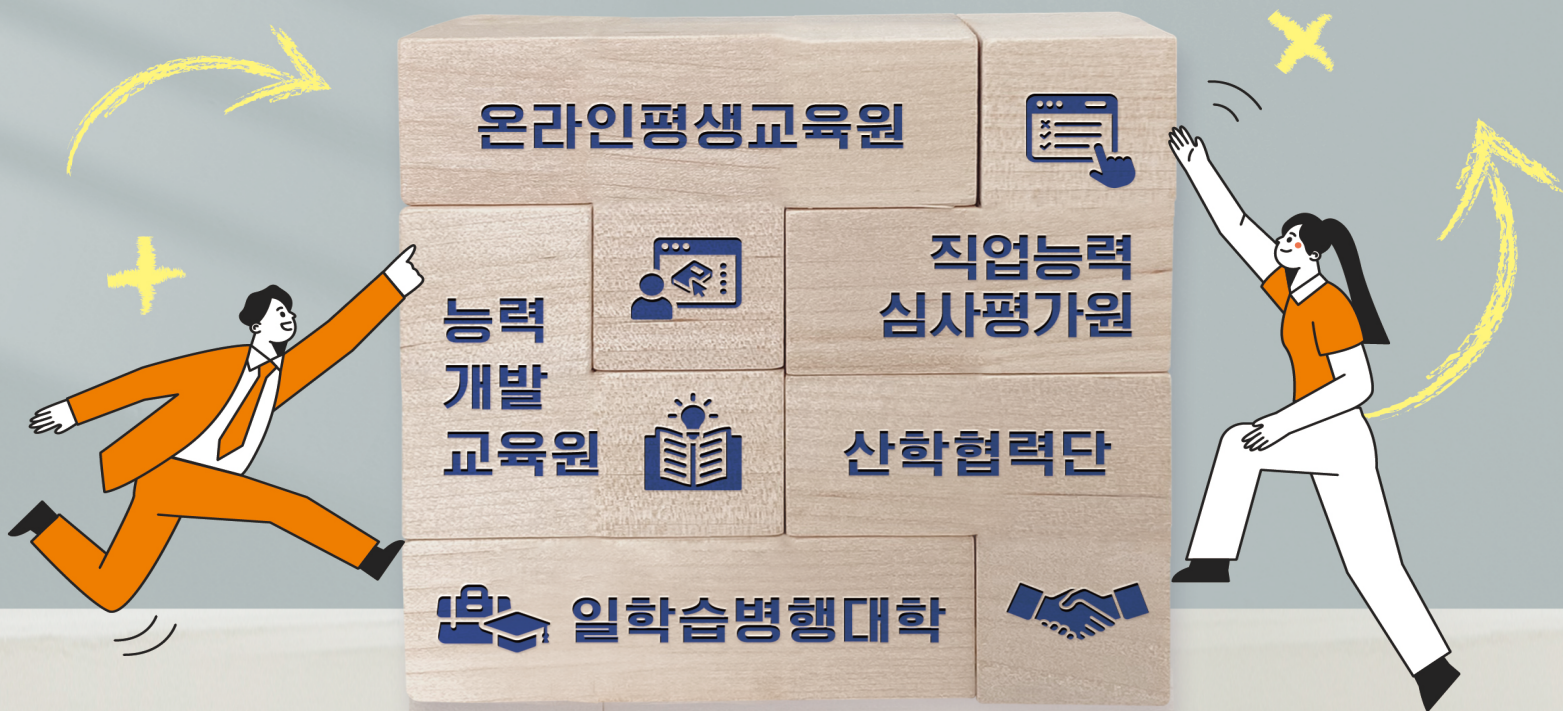 온라인평생교육원
직업능력
심사평가원
능력
개발
교육원
산학협력단
일학습병행대학